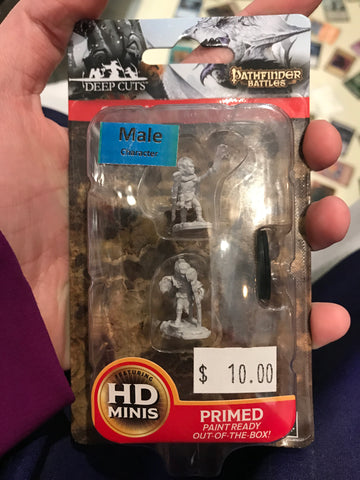 DEEP CUTS
PATHFINDER
BATTLES
Male
Character
$ 10.00
FEATURING
HD
MINIS
PRIMED
PAINT READY
OUT-OF-THE-BOX!